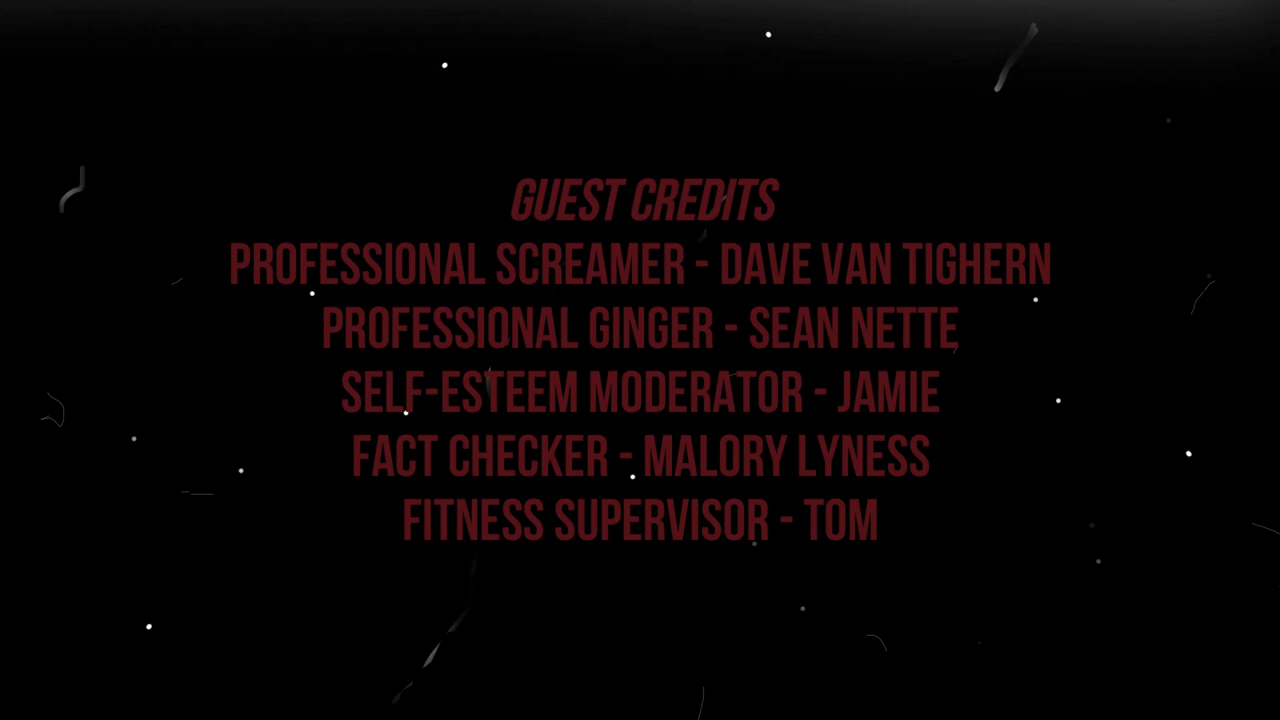 GUEST CREDITS
PROFESSIONAL SCREAMER - DAVE VAN TIGHERN
PROFESSIONAL GINGER - SEAN NETTE
SELF-ESTEEM MODERATOR - JAMIE
FACT CHECKER - MALORY LYNESS
FITNESS SUPERVISOR - TOM